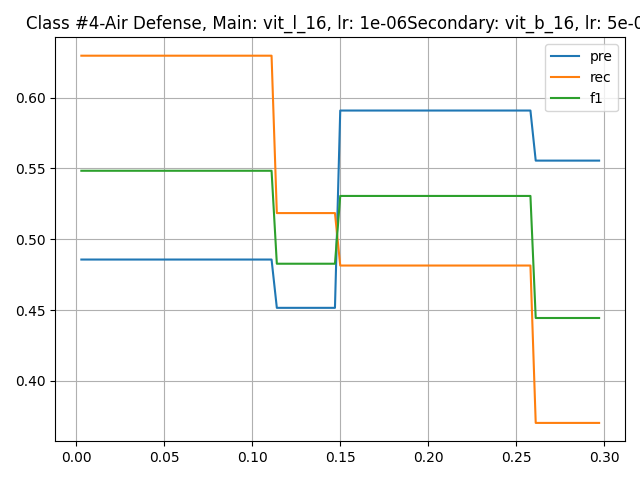 Class #4-Air Defense, Main: vit_l_16, lr: 1e-06Secondary: vit_b_16, lr: 5e-0
pre
rec
f1
0.60
0.55
0.50
0.45
0.40
0.00 0.05 0.10 0.15 0.20 0.25 0.30